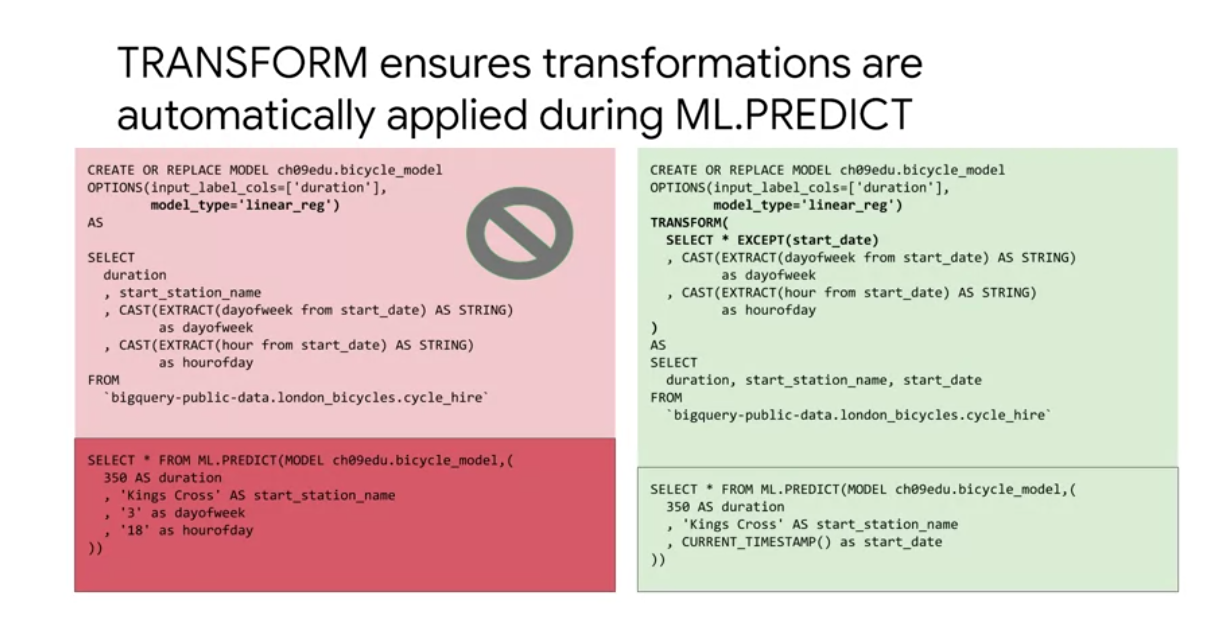 TRANSFORM ensures transformations are
automatically applied during ML.PREDICT
CREATE OR REPLACE MODEL ch09edu.bicycle_model
OPTIONS(input_label_cols=['duration'],
        model_type='linear_reg')
AS
SELECT
  duration
  , start_station_name
  , CAST(EXTRACT(dayofweek from start_date) AS STRING)
         as dayofweek
  , CAST(EXTRACT(hour from start_date) AS STRING)
         as hourofday
FROM
  `bigquery-public-data.london_bicycles.cycle_hire`
SELECT * FROM ML.PREDICT(MODEL ch09edu.bicycle_model,(
  350 AS duration
  , 'Kings Cross' AS start_station_name
  , '3' as dayofweek
  , '18' as hourofday
))
CREATE OR REPLACE MODEL ch09edu.bicycle_model
OPTIONS(input_label_cols=['duration'],
        model_type='linear_reg')
TRANSFORM(
  SELECT * EXCEPT(start_date)
  , CAST(EXTRACT(dayofweek from start_date) AS STRING)
         as dayofweek
  , CAST(EXTRACT(hour from start_date) AS STRING)
         as hourofday
)
AS
SELECT
  duration, start_station_name, start_date
FROM
  `bigquery-public-data.london_bicycles.cycle_hire`
SELECT * FROM ML.PREDICT(MODEL ch09edu.bicycle_model,(
  350 AS duration
  , 'Kings Cross' AS start_station_name
  , CURRENT_TIMESTAMP() as start_date
))